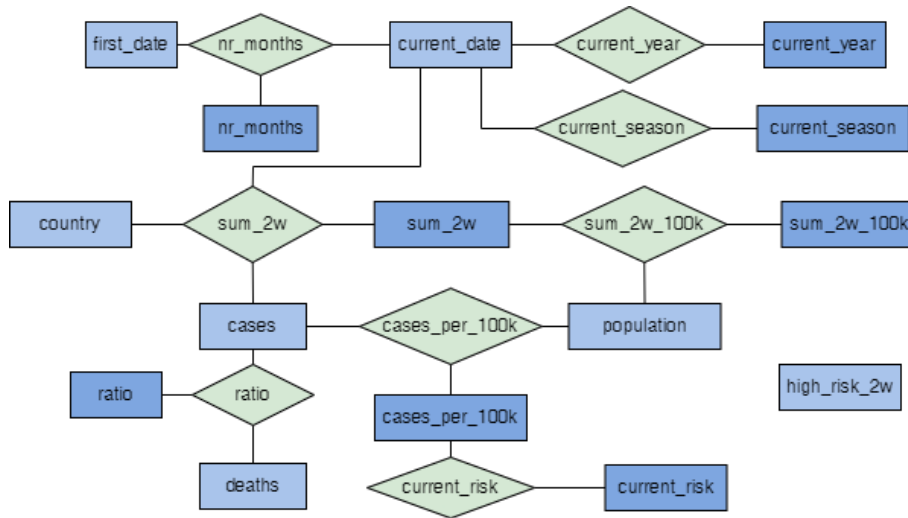 first_date
nr_months
current_date
current_year
current_year
nr_months
current_season
current_season
country
sum_2w
sum_2w
sum_2w_100k
sum_2w_100k
cases
cases_per_100k
population
ratio
ratio
high_risk_2w
cases_per_100k
deaths
current_risk
current_risk